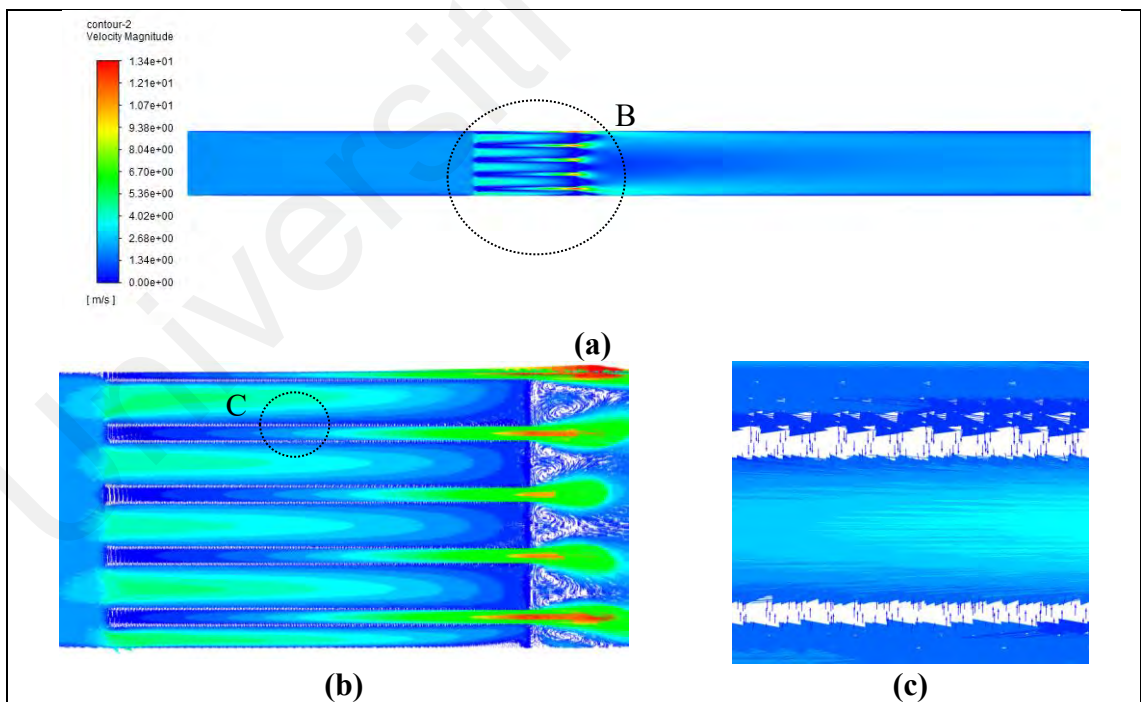 contour-2
Velocity Magnitude
1.34e+01
1.21e+01
1.07e+01
9.38e+00
8.04e+00
6.70e+00
5.36e+00
4.02e+00
2.68e+00
1.34e+00
0.00e+00
[ m/s ]
B
(a)
C
(b)
(c)
Universiti